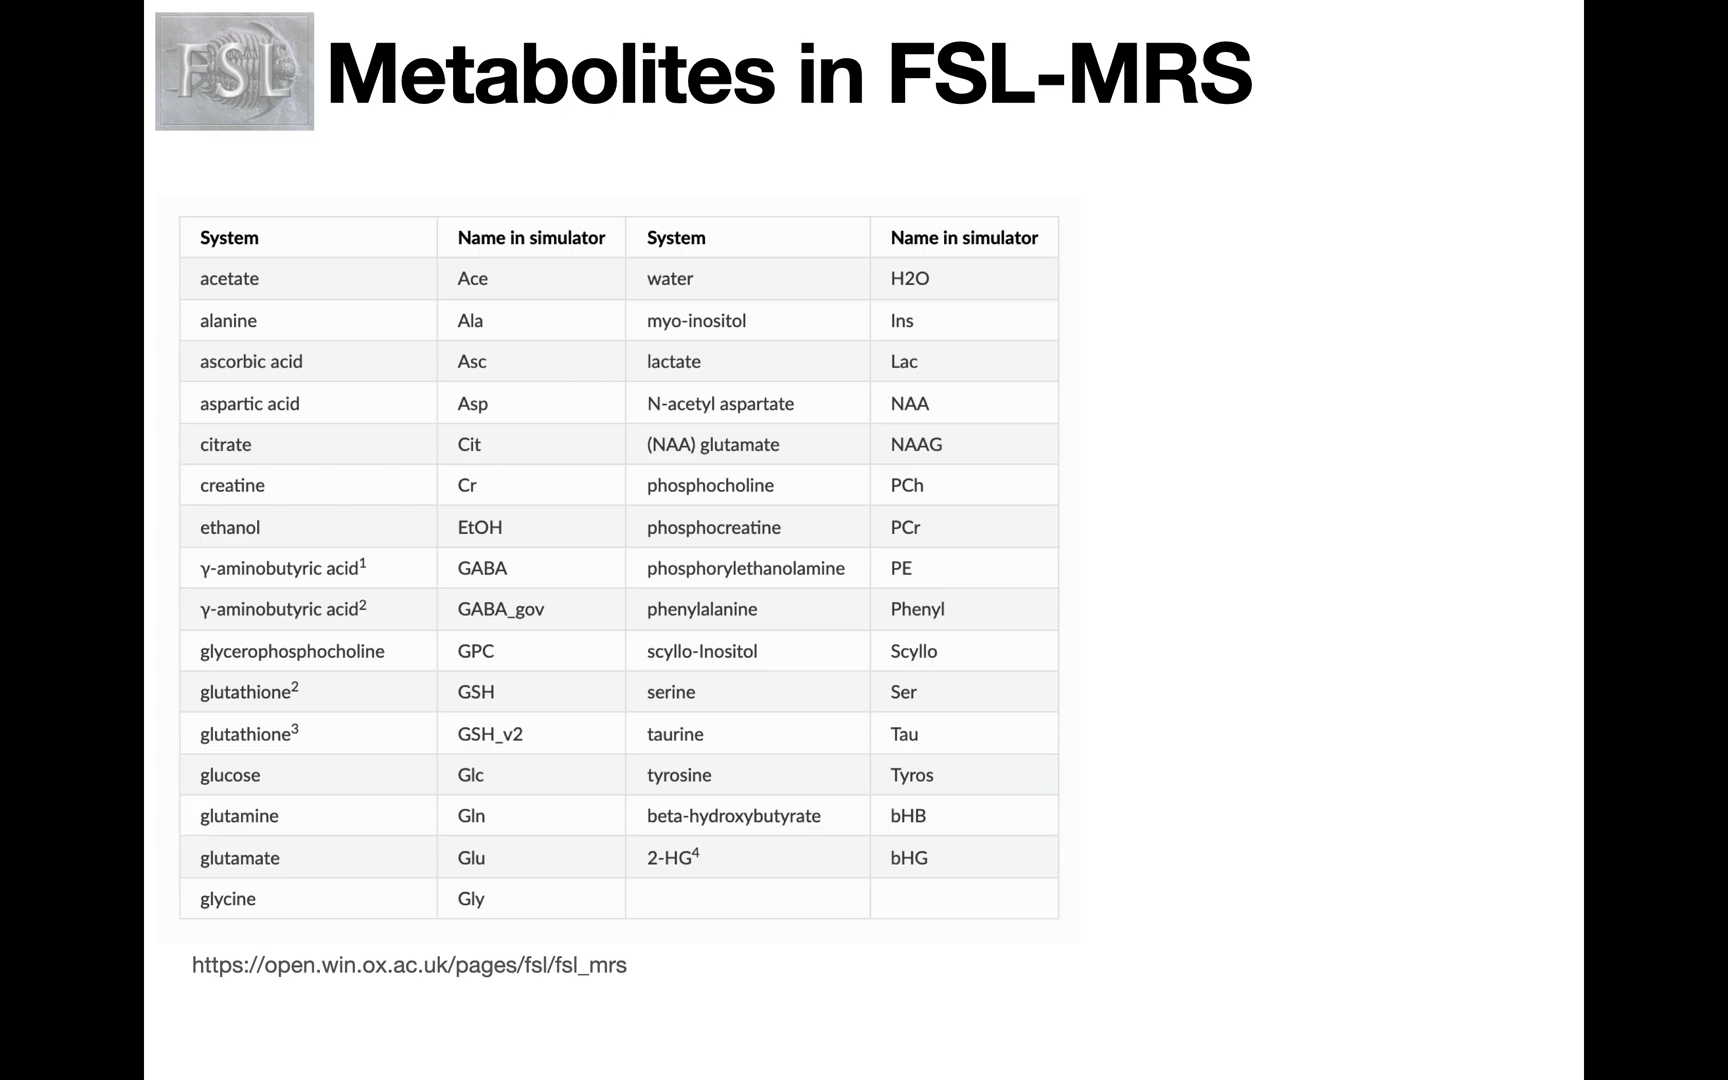 FSL Metabolites in FSL-MRS
System Name in simulator System Name in simulator
acetate Ace water H2O
alanine Ala myo-inositol Ins
ascorbic acid Asc lactate Lac
aspartic acid Asp N-acetyl aspartate NAA
citrate Cit (NAA) glutamate NAAG
creatine Cr phosphocholine PCh
ethanol EtOH phosphocreatine PCr
γ-aminobutyric acid¹ GABA phosphorylethanolamine PE
γ-aminobutyric acid² GABA_gov phenylalanine Phenyl
glycerophosphocholine GPC scyllo-Inositol Scyllo
glutathione² GSH serine Ser
glutathione³ GSH_v2 taurine Tau
glucose Glc tyrosine Tyros
glutamine Gln beta-hydroxybutyrate bHB
glutamate Glu 2-HG⁴ bHG
glycine Gly
https://open.win.ox.ac.uk/pages/fsl/fsl_mrs